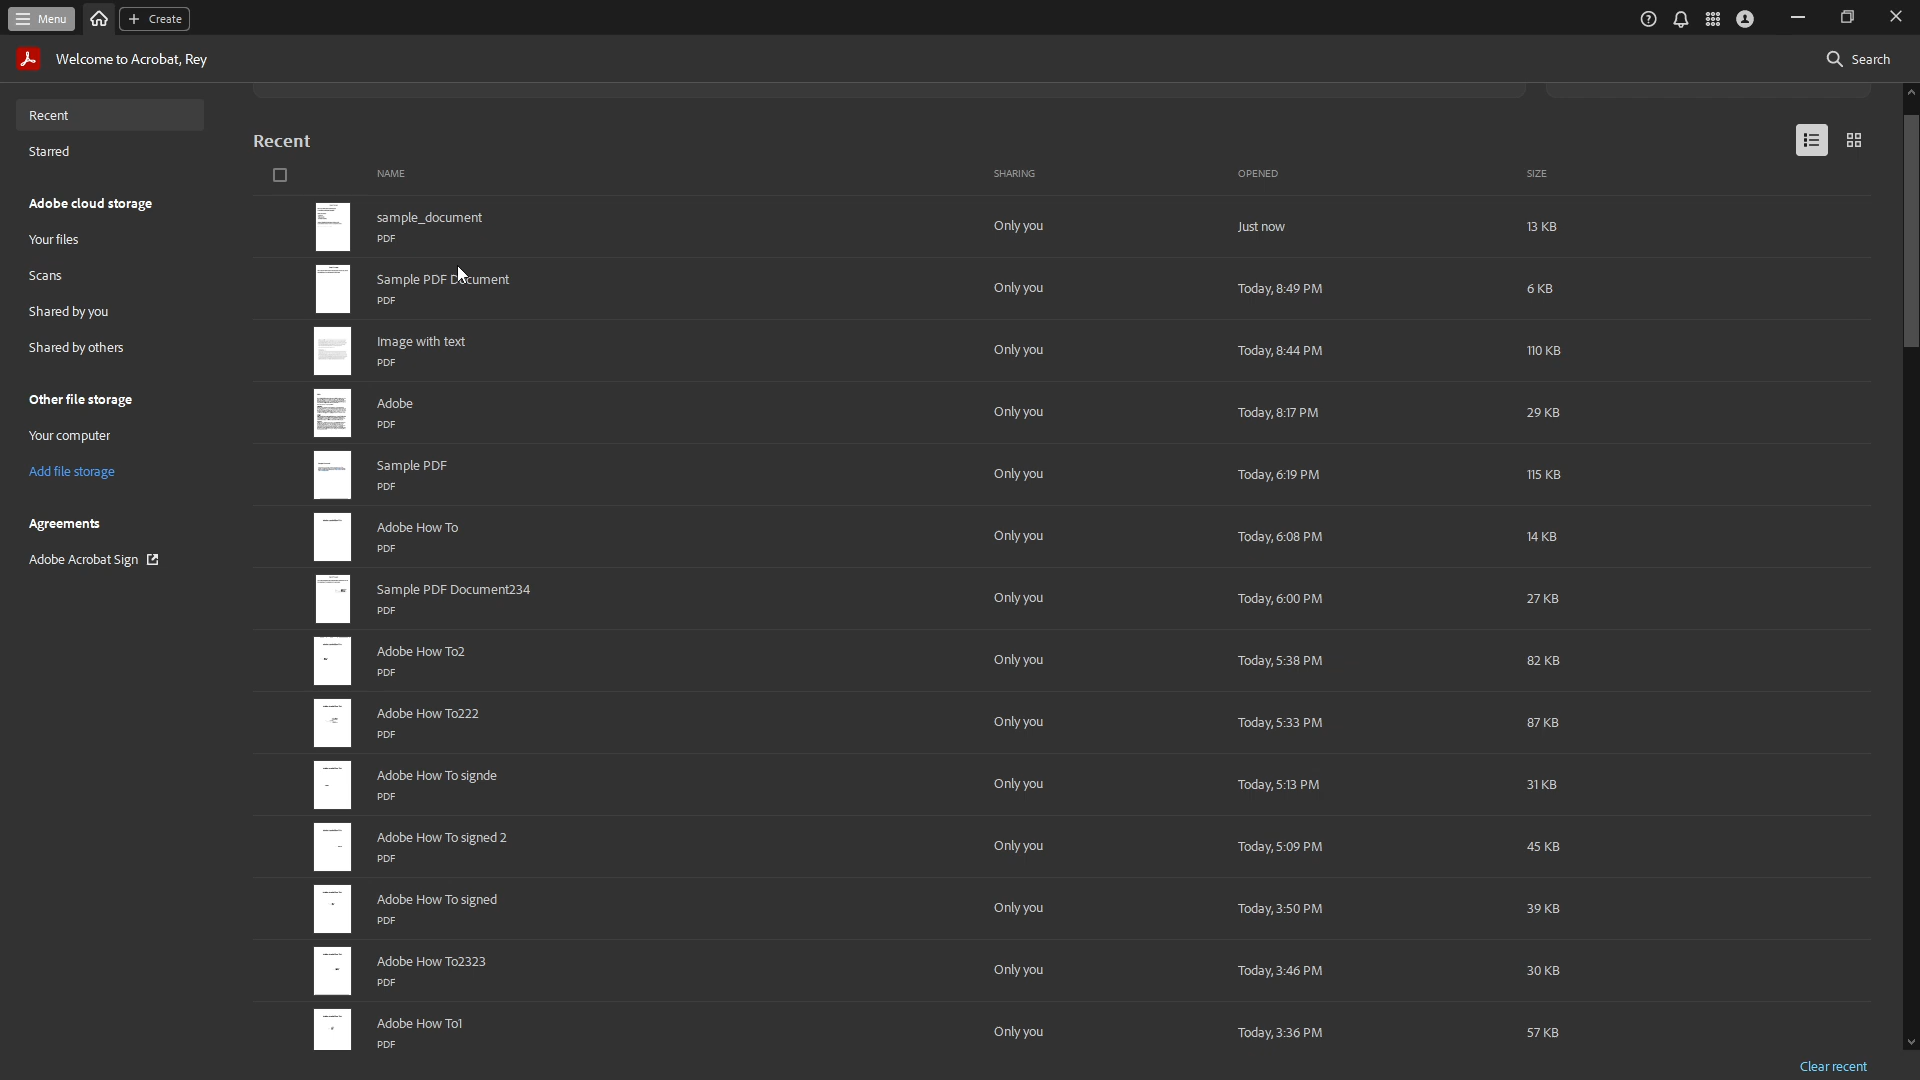 Menu
Create
Welcome to Acrobat, Rey
Search
Recent
Starred
Adobe cloud storage
Your files
Scans
Shared by you
Shared by others
Other file storage
Your computer
Add file storage
Agreements
Adobe Acrobat Sign
Recent
NAME SHARING OPENED SIZE
sample_document
PDF
Only you Just now 13 KB
Sample PDF Document
PDF
Only you Today, 8:49 PM 6 KB
Image with text
PDF
Only you Today, 8:44 PM 110 KB
Adobe
PDF
Only you Today, 8:17 PM 29 KB
Sample PDF
PDF
Only you Today, 6:19 PM 115 KB
Adobe How To
PDF
Only you Today, 6:08 PM 14 KB
Sample PDF Document234
PDF
Only you Today, 6:00 PM 27 KB
Adobe How To2
PDF
Only you Today, 5:38 PM 82 KB
Adobe How To222
PDF
Only you Today, 5:33 PM 87 KB
Adobe How To signde
PDF
Only you Today, 5:13 PM 31 KB
Adobe How To signed 2
PDF
Only you Today, 5:09 PM 45 KB
Adobe How To signed
PDF
Only you Today, 3:50 PM 39 KB
Adobe How To2323
PDF
Only you Today, 3:46 PM 30 KB
Adobe How To1
PDF
Only you Today, 3:36 PM 57 KB
Clear recent